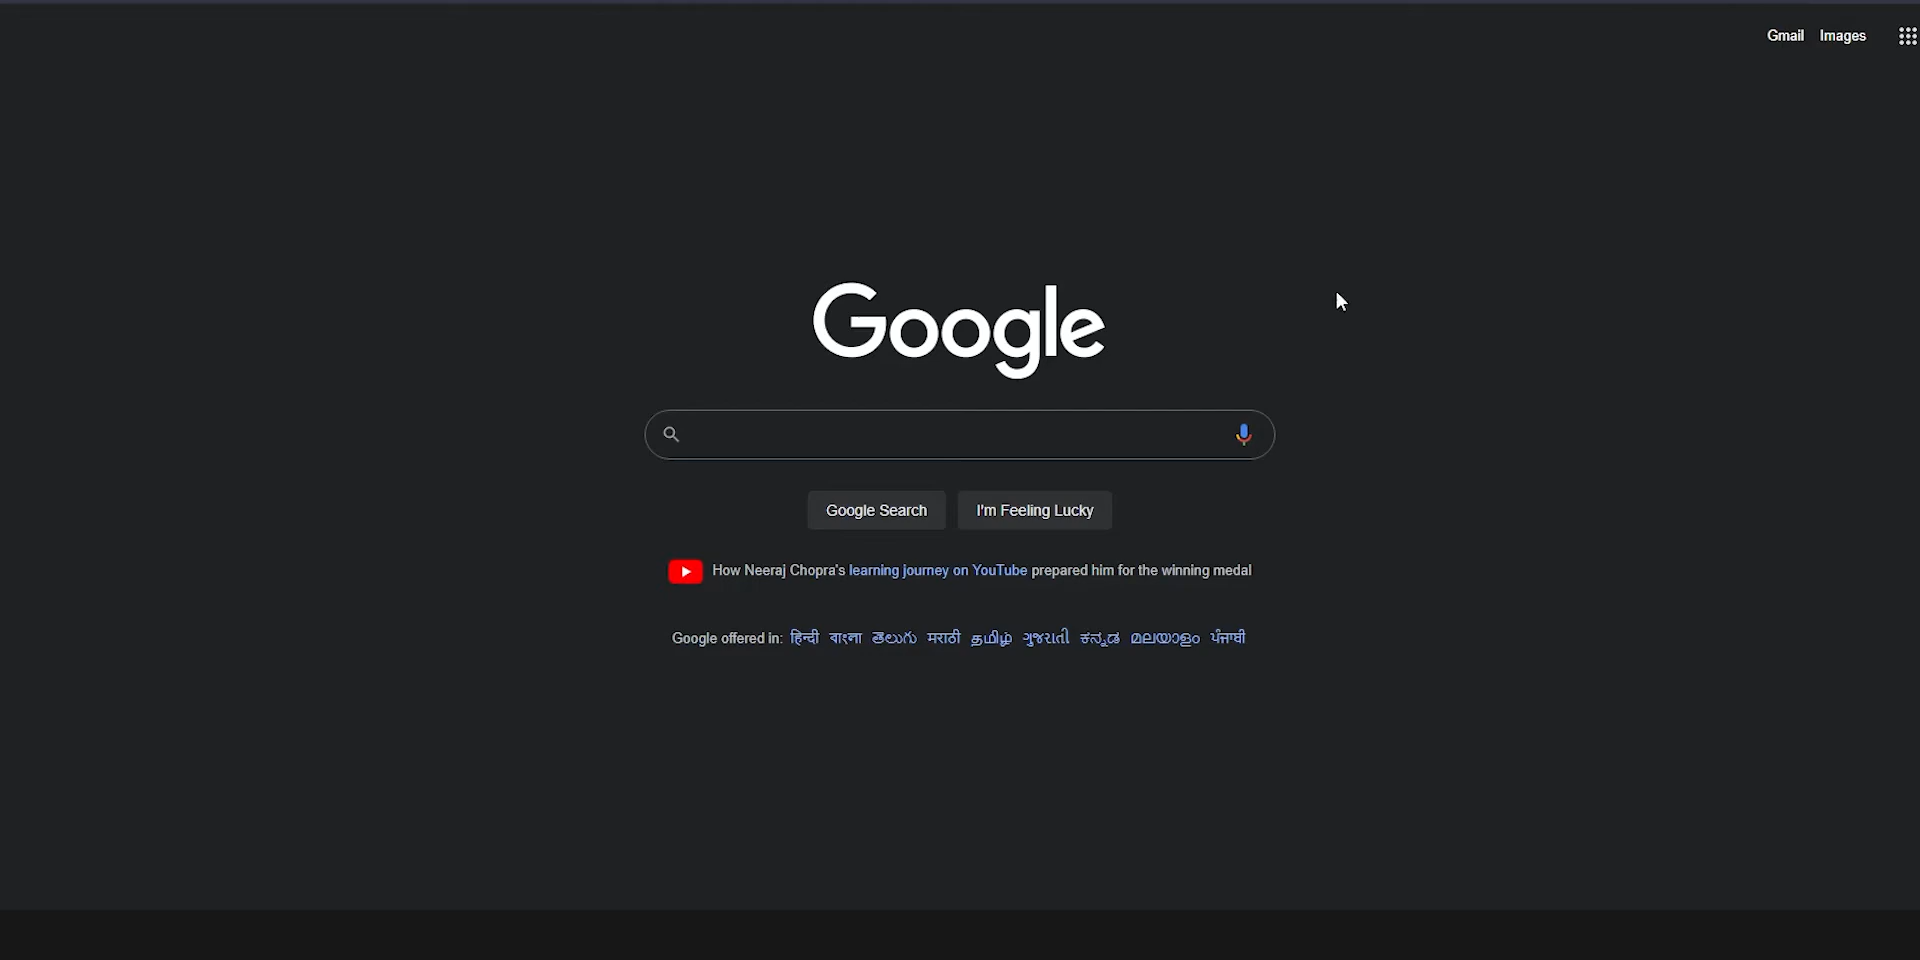 Gmail Images
Google
Google Search I'm Feeling Lucky
How Neeraj Chopra's learning journey on YouTube prepared him for the winning medal
Google offered in: हिन्दी বাংলা తెలుగు मराठी தமிழ் ગુજરાતી ಕನ್ನಡ മലയാളം ਪੰਜਾਬੀ